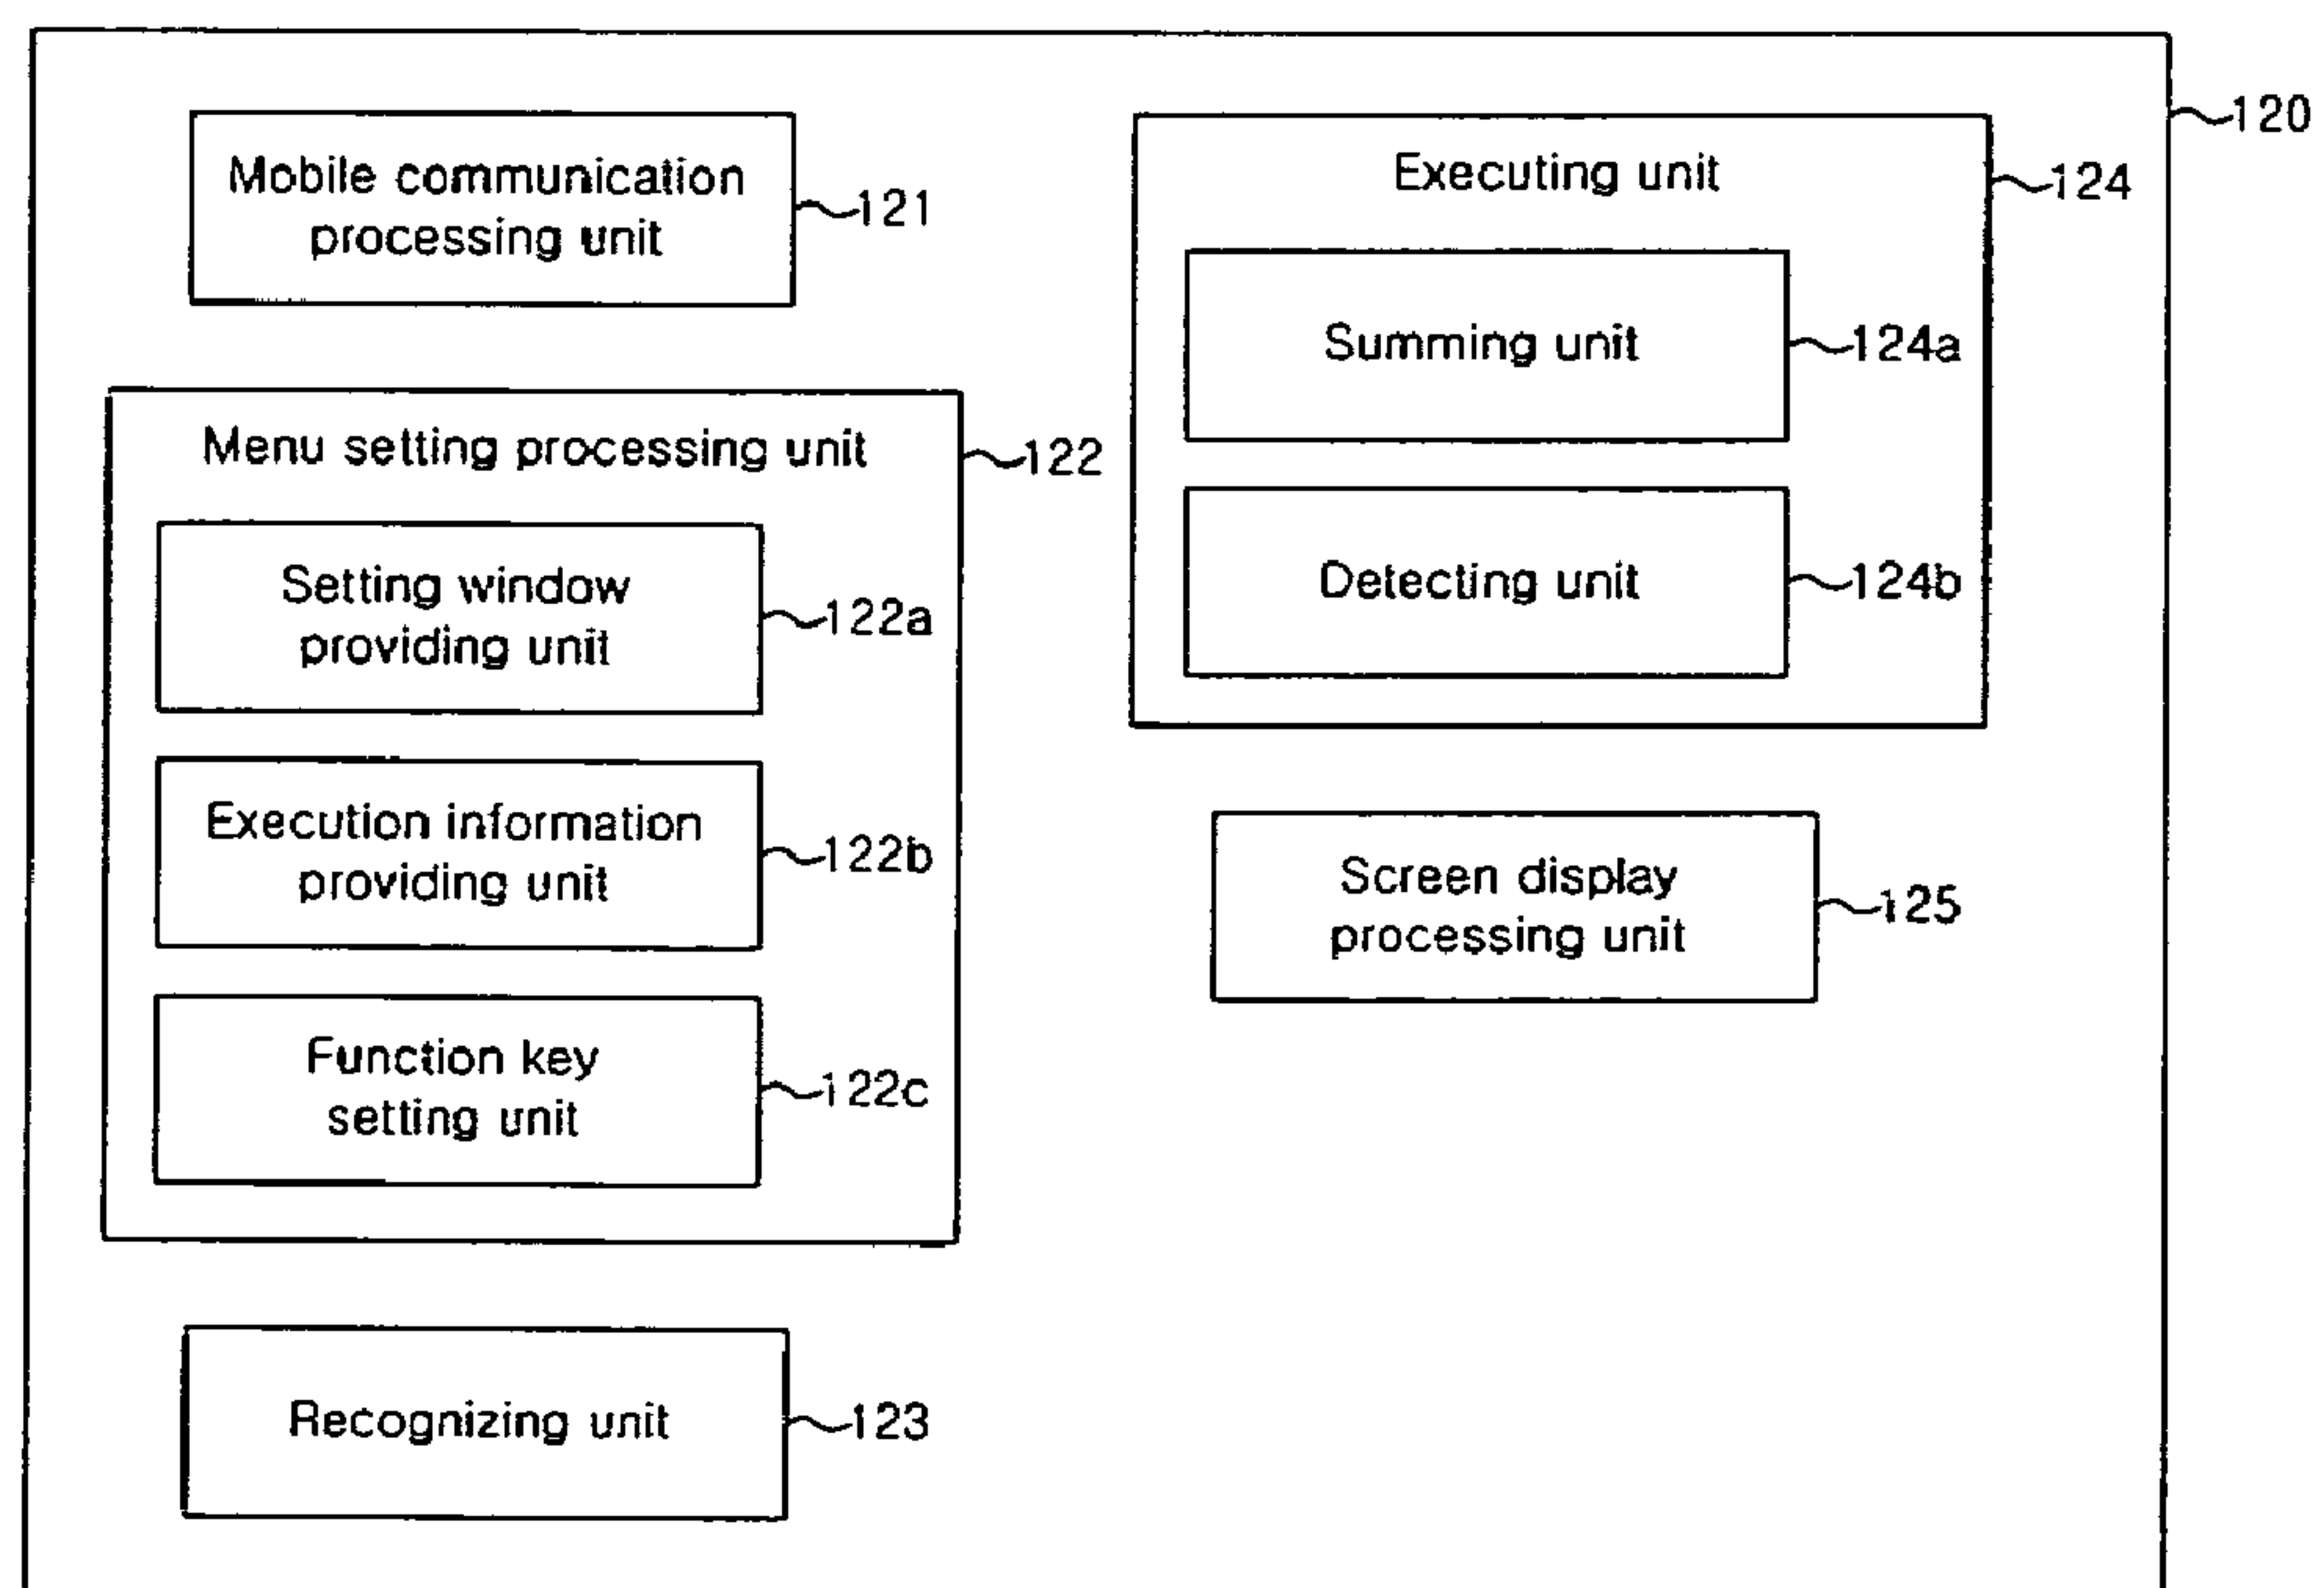 120
Mobile communication
processing unit
121
Menu setting processing unit
122
Setting window
providing unit
122a
Execution information
providing unit
122b
Function key
setting unit
122c
Recognizing unit
123
Executing unit
124
Summing unit
124a
Detecting unit
124b
Screen display
processing unit
125